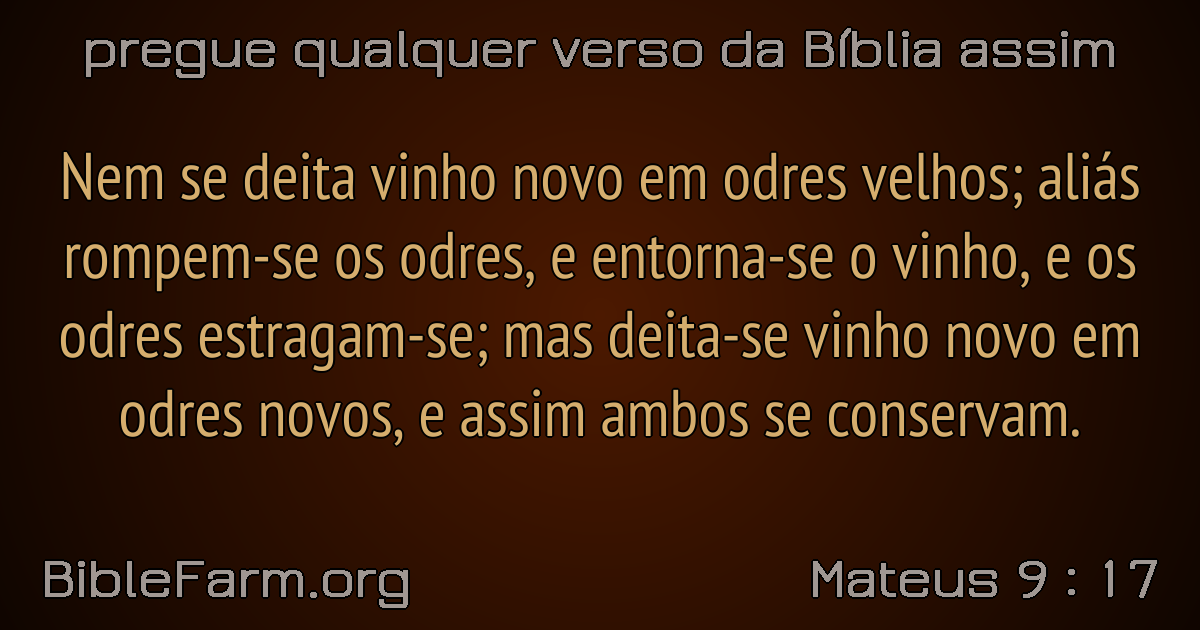 pregue qualquer verso da Bíblia assim
Nem se deita vinho novo em odres velhos; aliás
rompem-se os odres, e entorna-se o vinho, e os
odres estragam-se; mas deita-se vinho novo em
odres novos, e assim ambos se conservam.
BibleFarm.org
Mateus 9 : 17